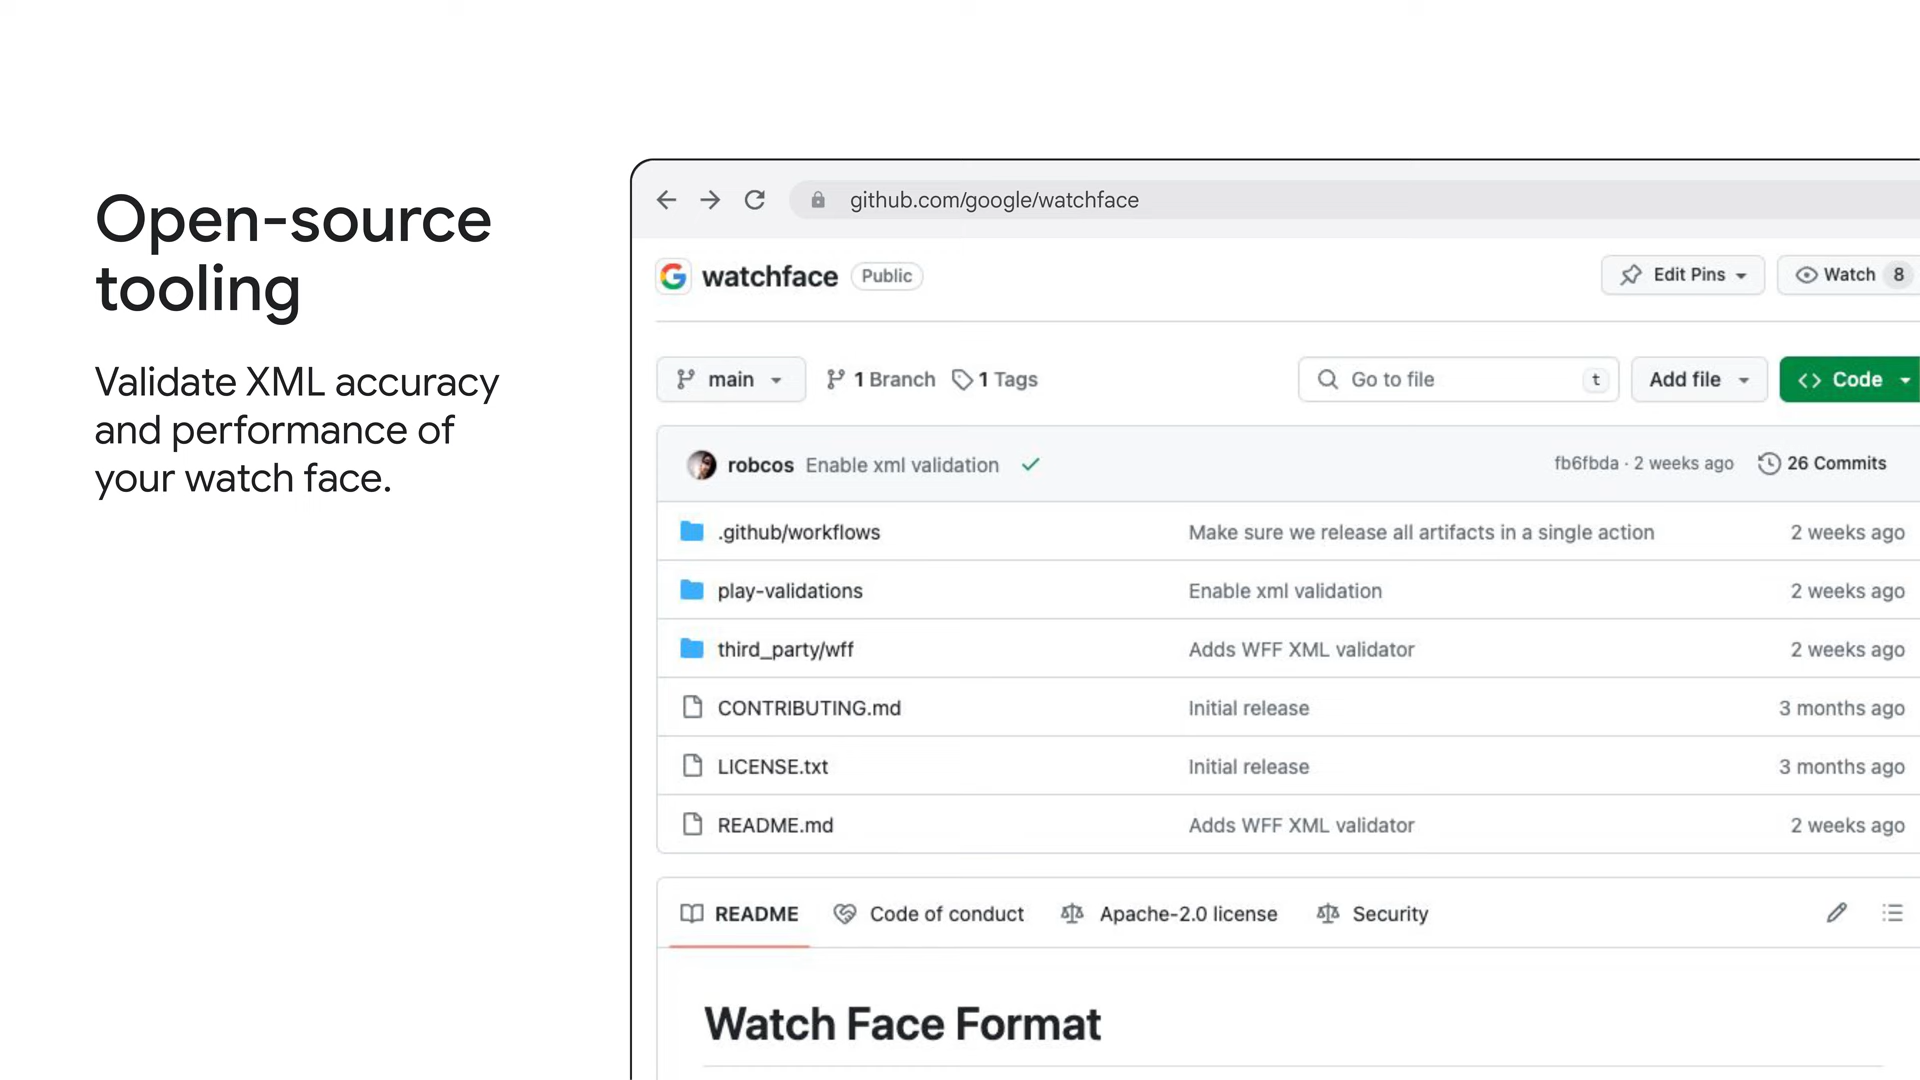 Open-source
tooling
Validate XML accuracy
and performance of
your watch face.
github.com/google/watchface
watchface Public Edit Pins Watch 8
main 1 Branch 1 Tags Go to file t Add file Code
robcos Enable xml validation fb6fbda · 2 weeks ago 26 Commits
.github/workflows Make sure we release all artifacts in a single action 2 weeks ago
play-validations Enable xml validation 2 weeks ago
third_party/wff Adds WFF XML validator 2 weeks ago
CONTRIBUTING.md Initial release 3 months ago
LICENSE.txt Initial release 3 months ago
README.md Adds WFF XML validator 2 weeks ago
README Code of conduct Apache-2.0 license Security
Watch Face Format